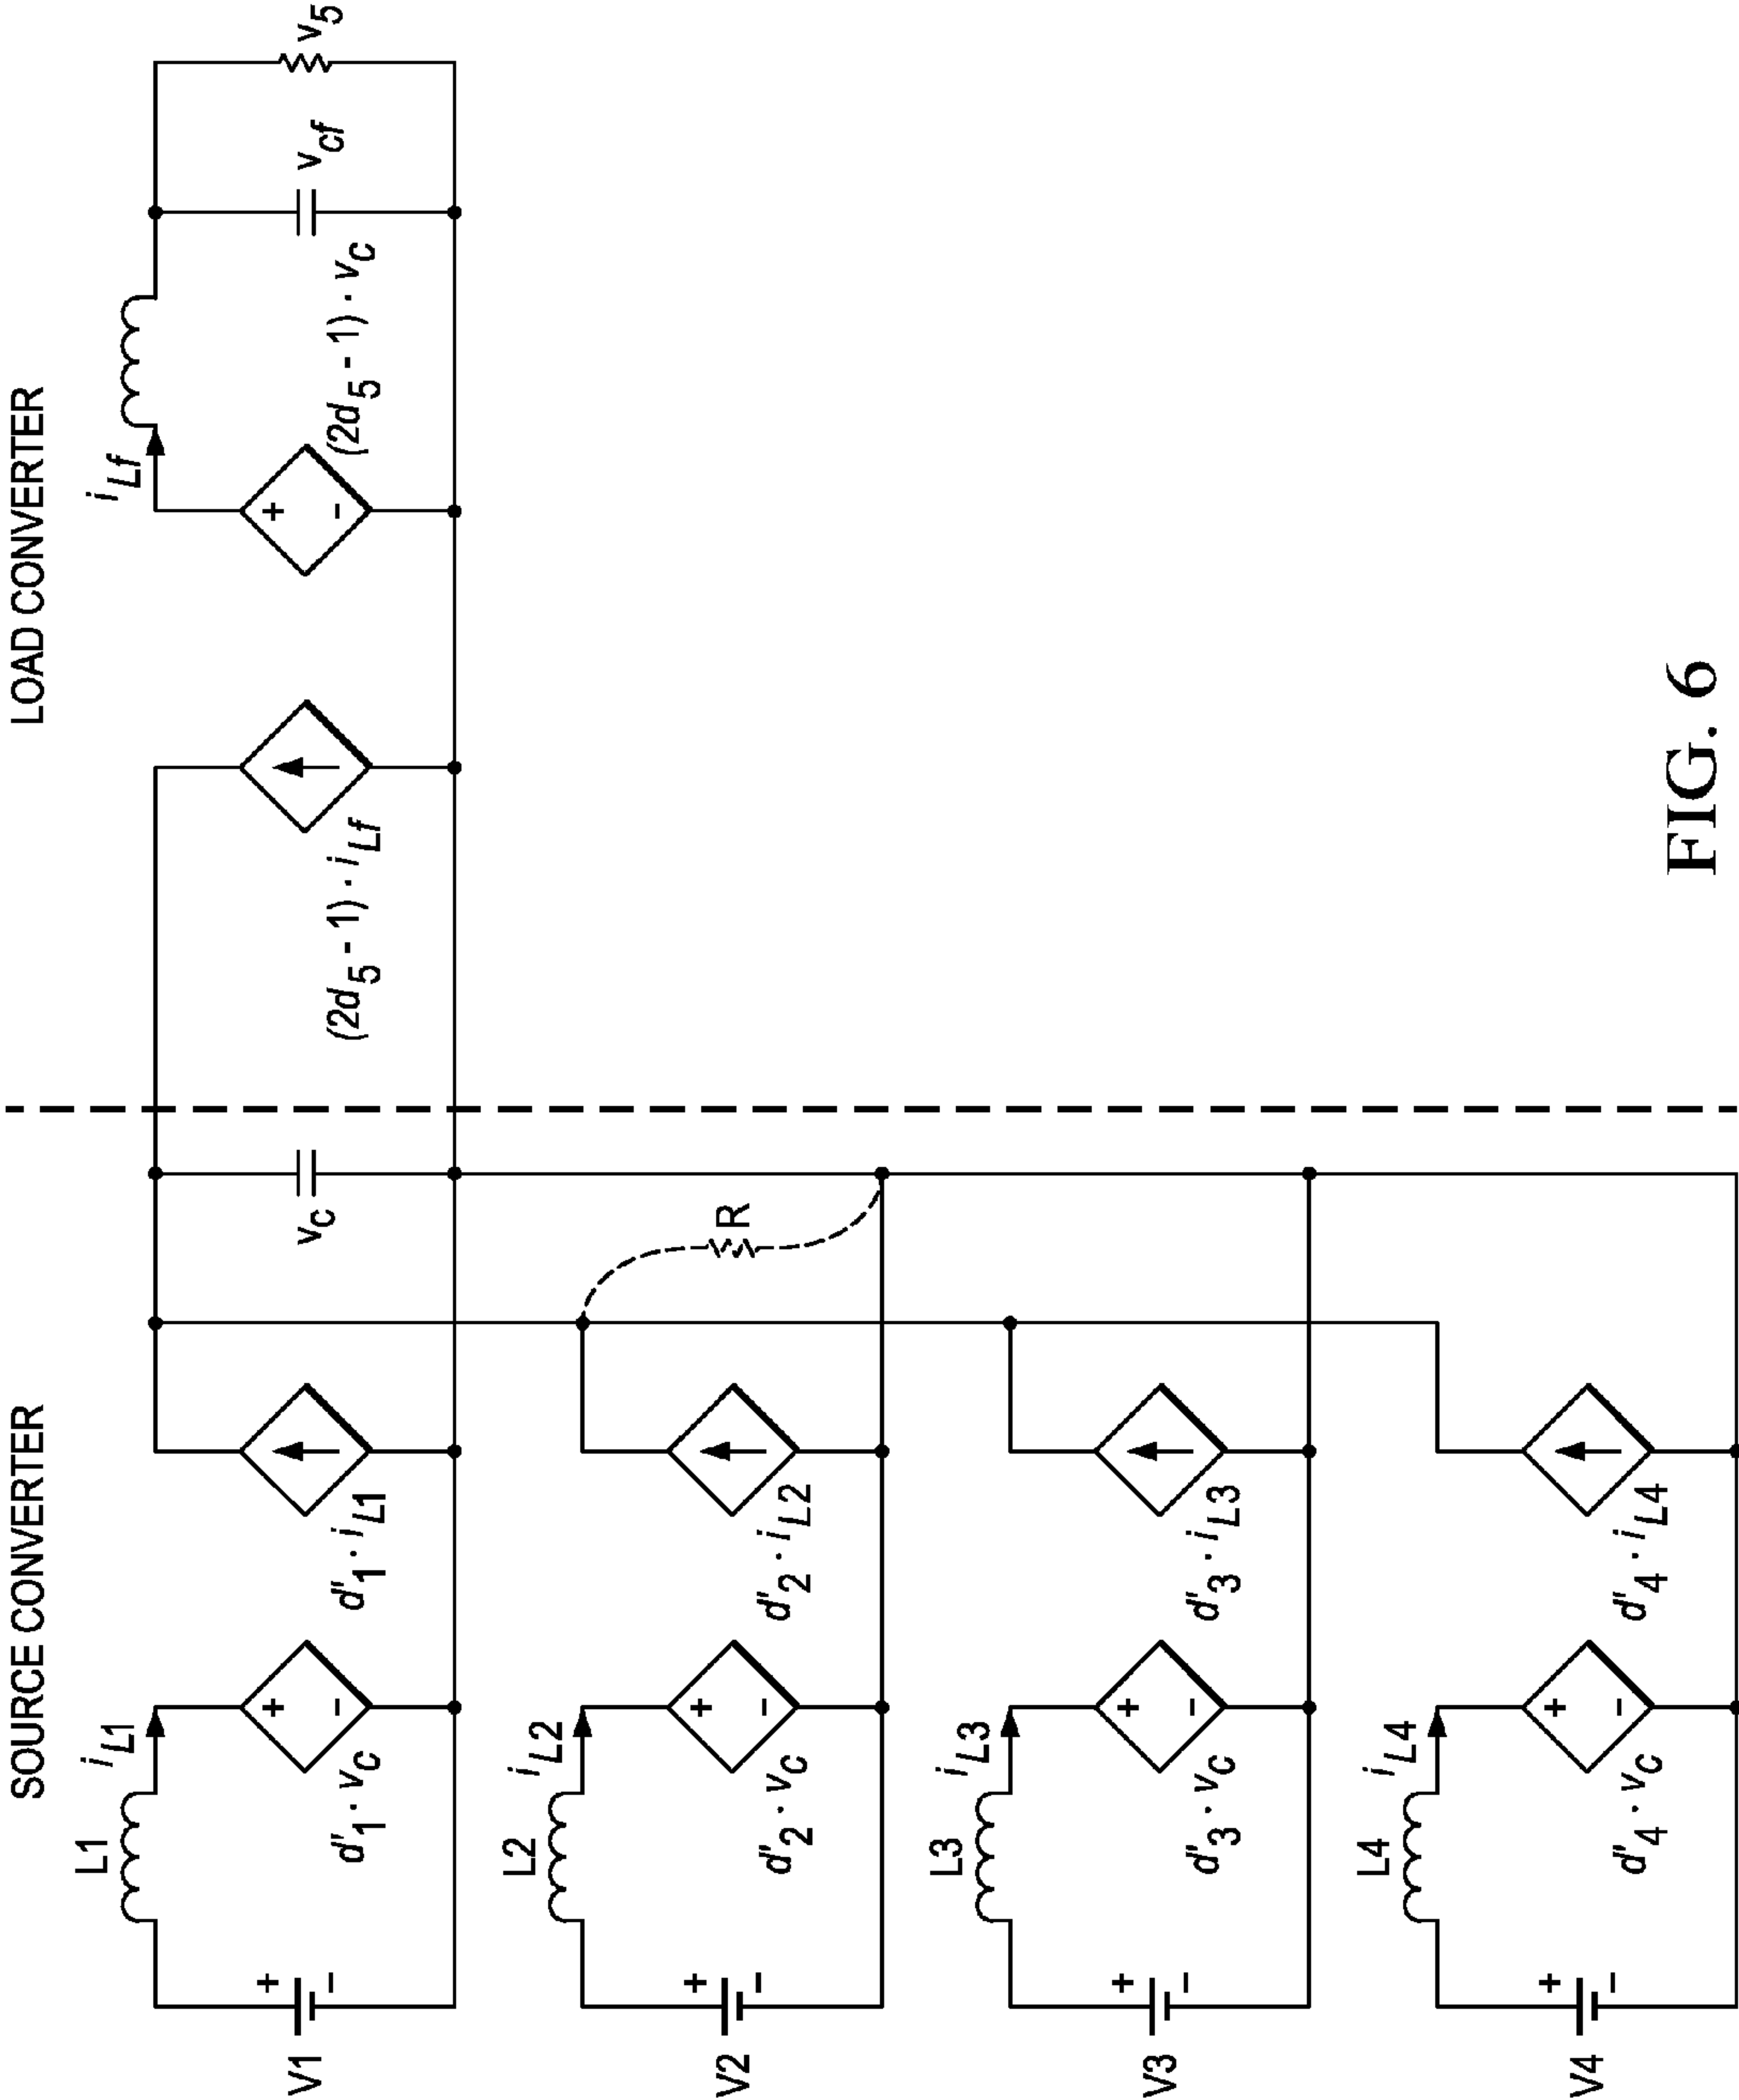 SOURCE CONVERTER
LOAD CONVERTER
L1
i_L1
V1
+
-
d'_1 · v_c
+
-
d'_1 · i_L1
v_c
(2d_5 - 1) · i_Lf
i_Lf
+
-
(2d_5 - 1) · v_c
v_cf
v_5
L2
i_L2
V2
+
-
d'_2 · v_c
+
-
d'_2 · i_L2
R
L3
i_L3
V3
+
-
d'_3 · v_c
+
-
d'_3 · i_L3
L4
i_L4
V4
+
-
d'_4 · v_c
+
-
d'_4 · i_L4
FIG. 6